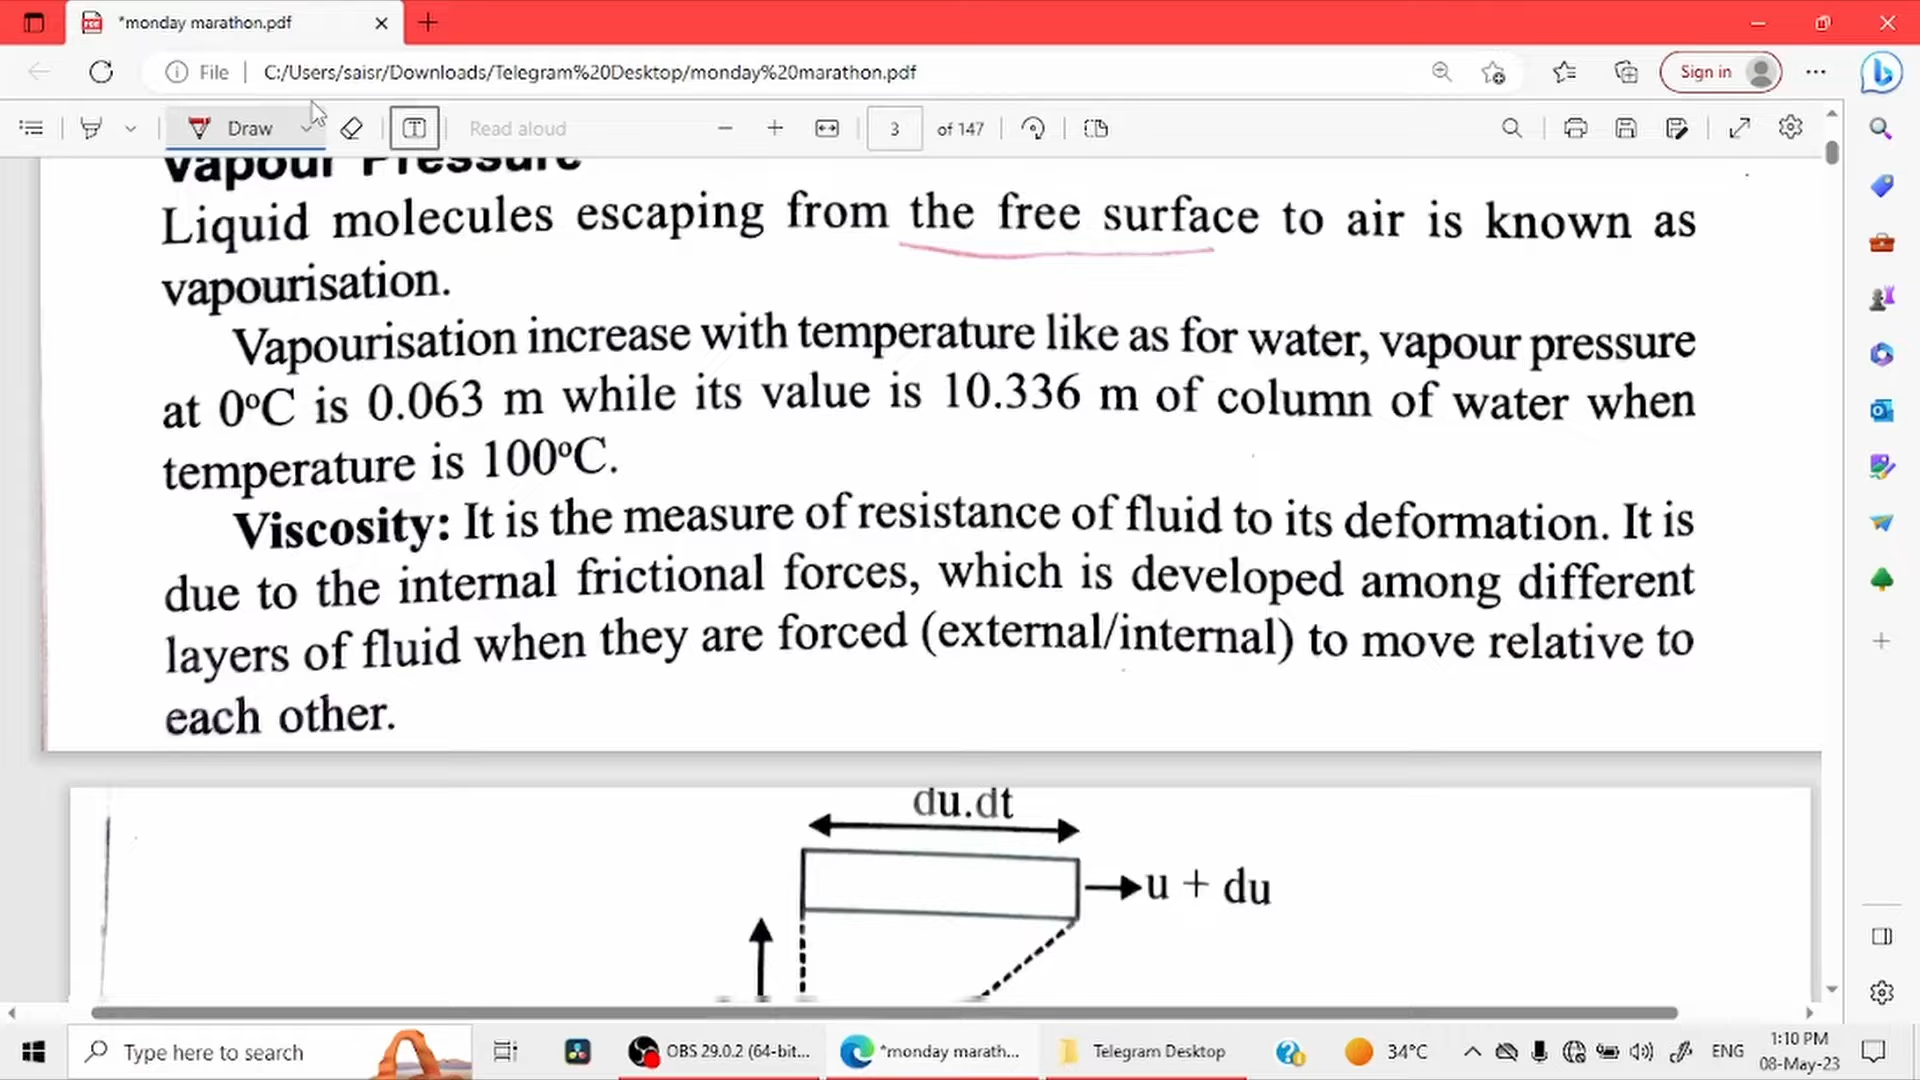 *monday marathon.pdf
File
C:/Users/saisr/Downloads/Telegram%20Desktop/monday%20marathon.pdf
Sign in
Draw
Read aloud
3
of 147
Vapour Pressure
Liquid molecules escaping from the free surface to air is known as
vapourisation.
Vapourisation increase with temperature like as for water, vapour pressure
at 0°C is 0.063 m while its value is 10.336 m of column of water when
temperature is 100°C.
Viscosity: It is the measure of resistance of fluid to its deformation. It is
due to the internal frictional forces, which is developed among different
layers of fluid when they are forced (external/internal) to move relative to
each other.
du.dt
u + du
Type here to search
OBS 29.0.2 (64-bit...
*monday marath...
Telegram Desktop
34°C
ENG
1:10 PM
08-May-23